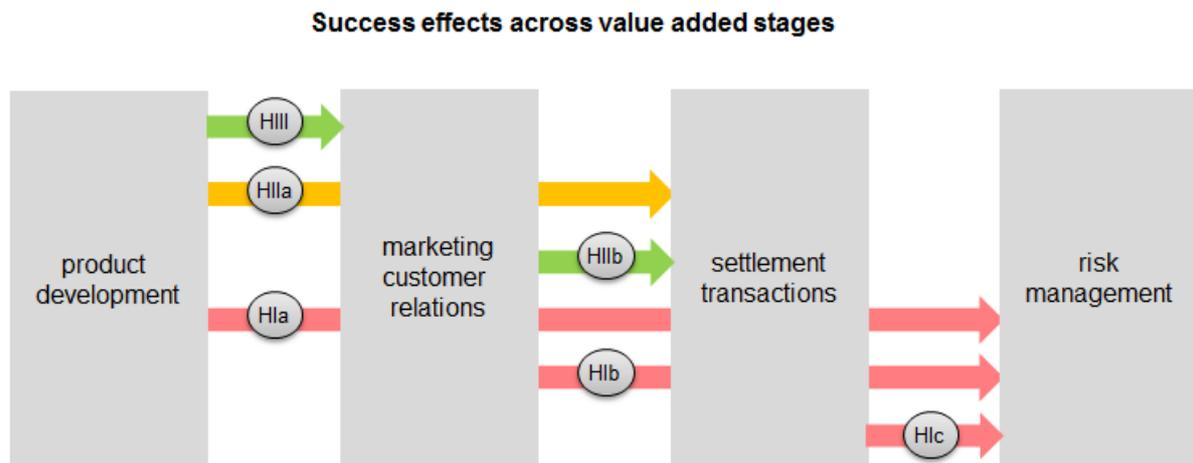 Success effects across value added stages
HIII
HIIa
product
development
HIa
marketing
customer
relations
HIIb
HIb
settlement
transactions
HIc
risk
management